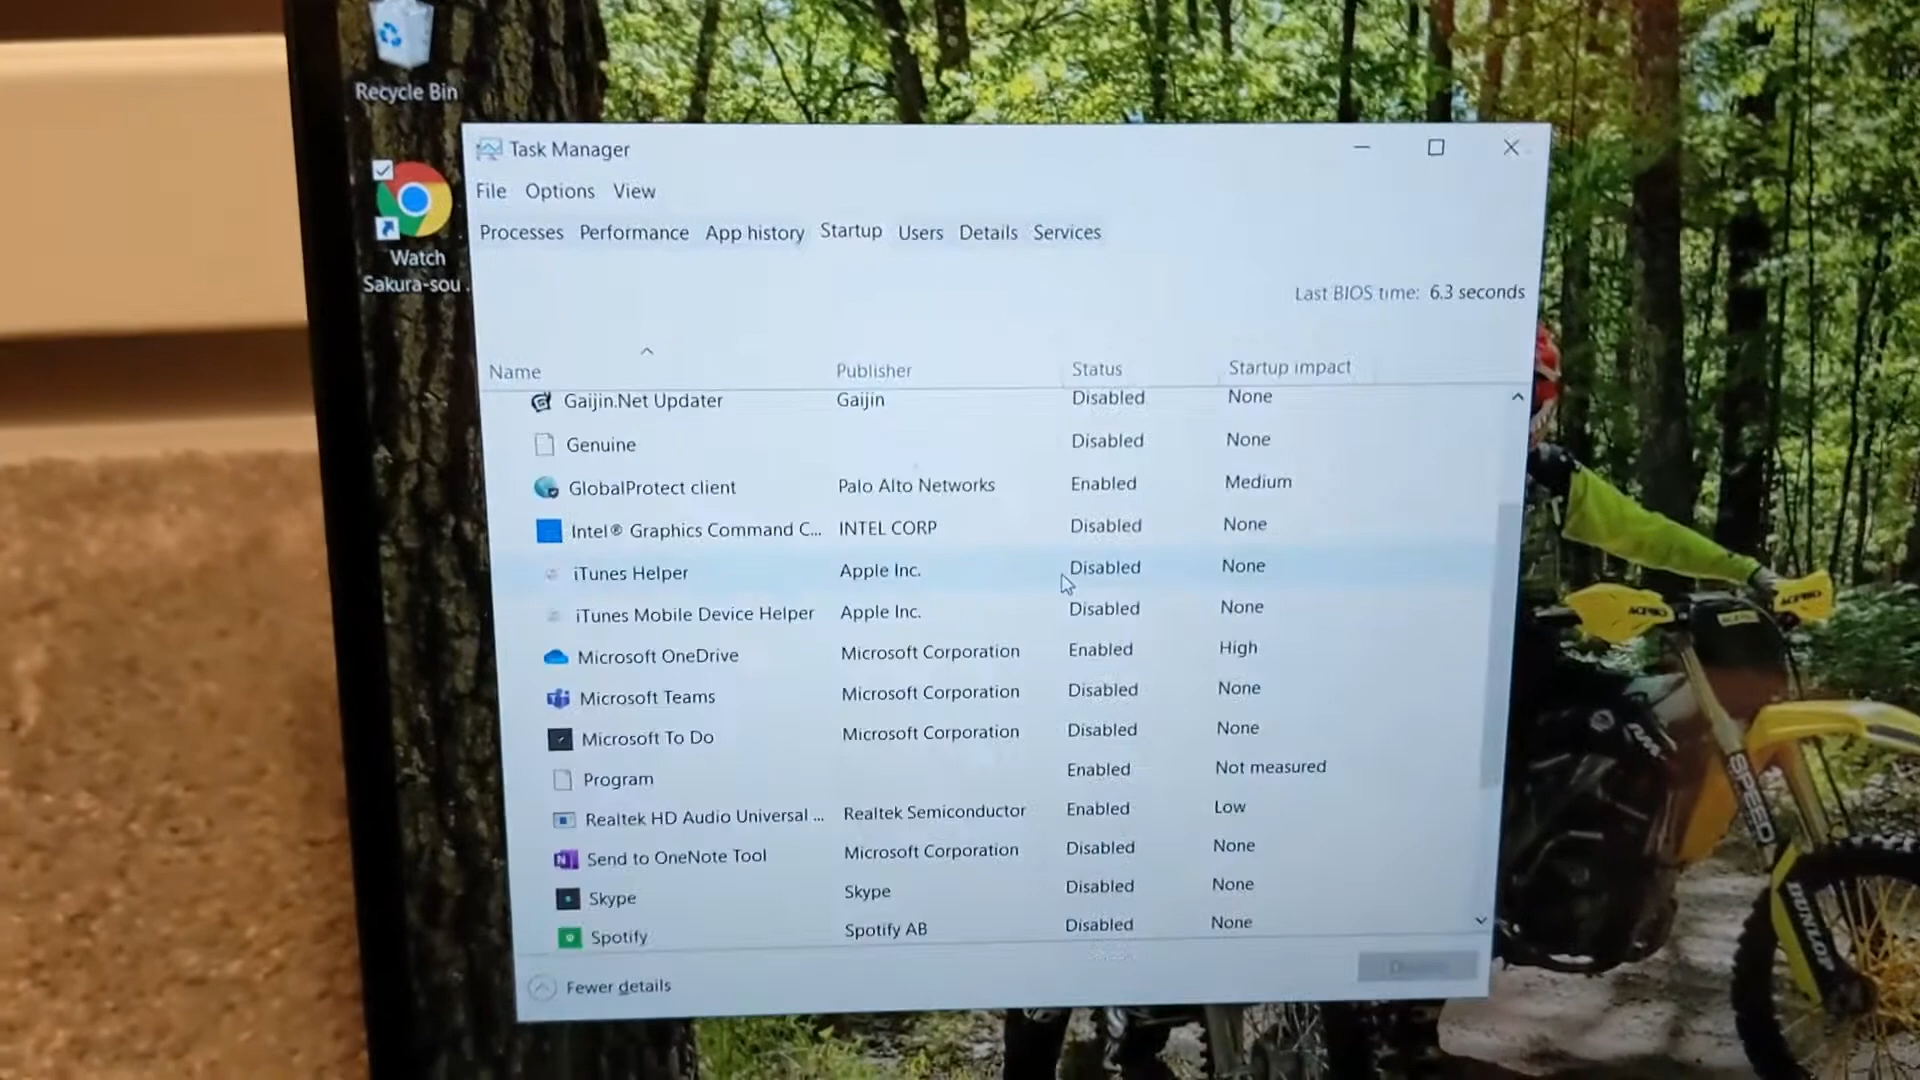 Recycle Bin
Watch
Sakura-sou ..
Task Manager
File Options View
Processes Performance App history Startup Users Details Services
Last BIOS time: 6.3 seconds
Name Publisher Status Startup impact
Gaijin.Net Updater Gaijin Disabled None
Genuine Disabled None
GlobalProtect client Palo Alto Networks Enabled Medium
Intel® Graphics Command C... INTEL CORP Disabled None
iTunes Helper Apple Inc. Disabled None
iTunes Mobile Device Helper Apple Inc. Disabled None
Microsoft OneDrive Microsoft Corporation Enabled High
Microsoft Teams Microsoft Corporation Disabled None
Microsoft To Do Microsoft Corporation Disabled None
Program Enabled Not measured
Realtek HD Audio Universal ... Realtek Semiconductor Enabled Low
Send to OneNote Tool Microsoft Corporation Disabled None
Skype Skype Disabled None
Spotify Spotify AB Disabled None
Fewer details
ACERBIS
SPEED
DUNLOP